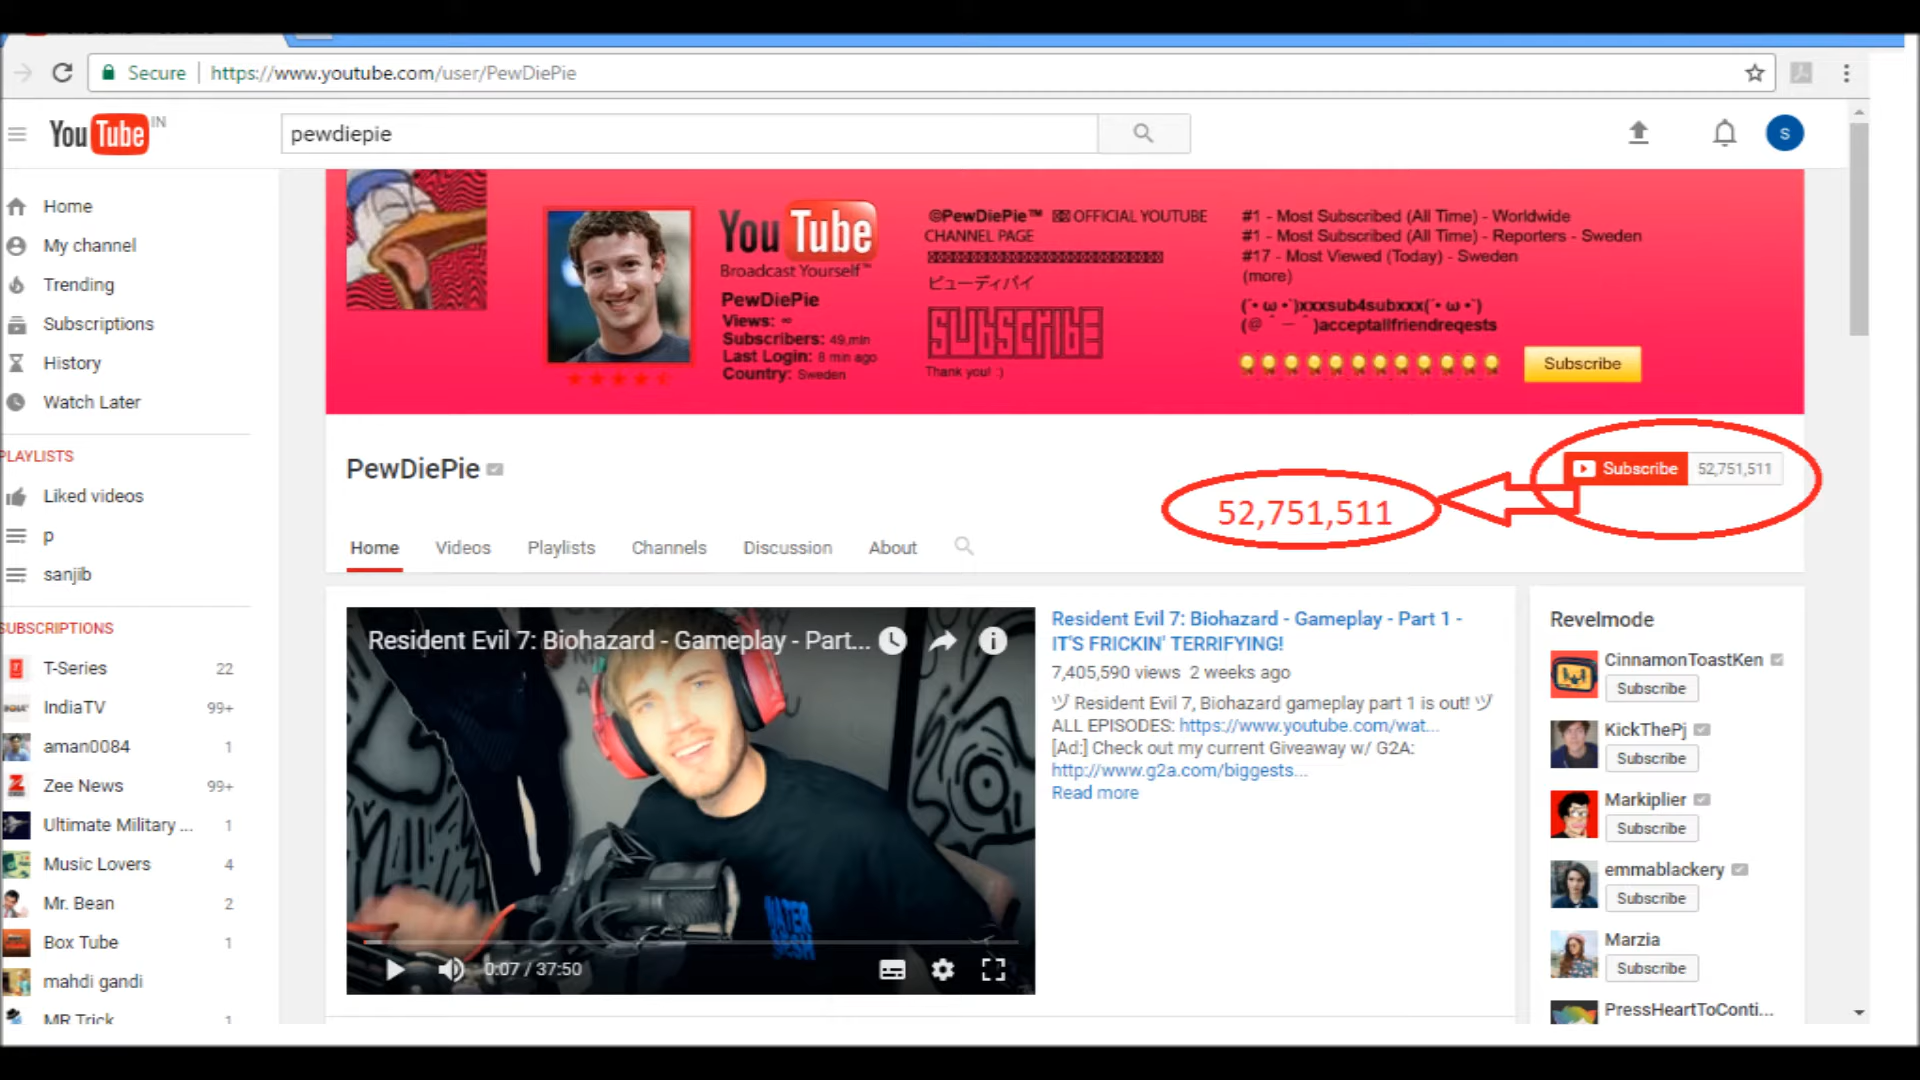 Secure https://www.youtube.com/user/PewDiePie
YouTube IN
pewdiepie
S
Home
My channel
Trending
Subscriptions
History
Watch Later
PLAYLISTS
Liked videos
p
sanjib
SUBSCRIPTIONS
T-Series 22
IndiaTV 99+
aman0084 1
Zee News 99+
Ultimate Military ... 1
Music Lovers 4
Mr. Bean 2
Box Tube 1
mahdi gandi
MR Trick 1
YouTube
Broadcast Yourself™
PewDiePie
Views: ∞
Subscribers: 49,min
Last Login: 8 min ago
Country: Sweden
©PewDiePie™ OFFICIAL YOUTUBE
CHANNEL PAGE
ピューディパイ
SUBSCRIBE
Thank you! :)
#1 - Most Subscribed (All Time) - Worldwide
#1 - Most Subscribed (All Time) - Reporters - Sweden
#17 - Most Viewed (Today) - Sweden
(more)
(´• ω •`)xxxsub4subxxx(´• ω •`)
(@ ˆ — ˆ )acceptallfriendreqests
Subscribe
PewDiePie
Subscribe 52,751,511
52,751,511
Home Videos Playlists Channels Discussion About
Resident Evil 7: Biohazard - Gameplay - Part...
0:07 / 37:50
Resident Evil 7: Biohazard - Gameplay - Part 1 -
IT'S FRICKIN' TERRIFYING!
7,405,590 views 2 weeks ago
ヅ Resident Evil 7, Biohazard gameplay part 1 is out! ヅ
ALL EPISODES: https://www.youtube.com/wat...
[Ad:] Check out my current Giveaway w/ G2A:
http://www.g2a.com/biggests...
Read more
Revelmode
CinnamonToastKen
Subscribe
KickThePj
Subscribe
Markiplier
Subscribe
emmablackery
Subscribe
Marzia
Subscribe
PressHeartToConti...